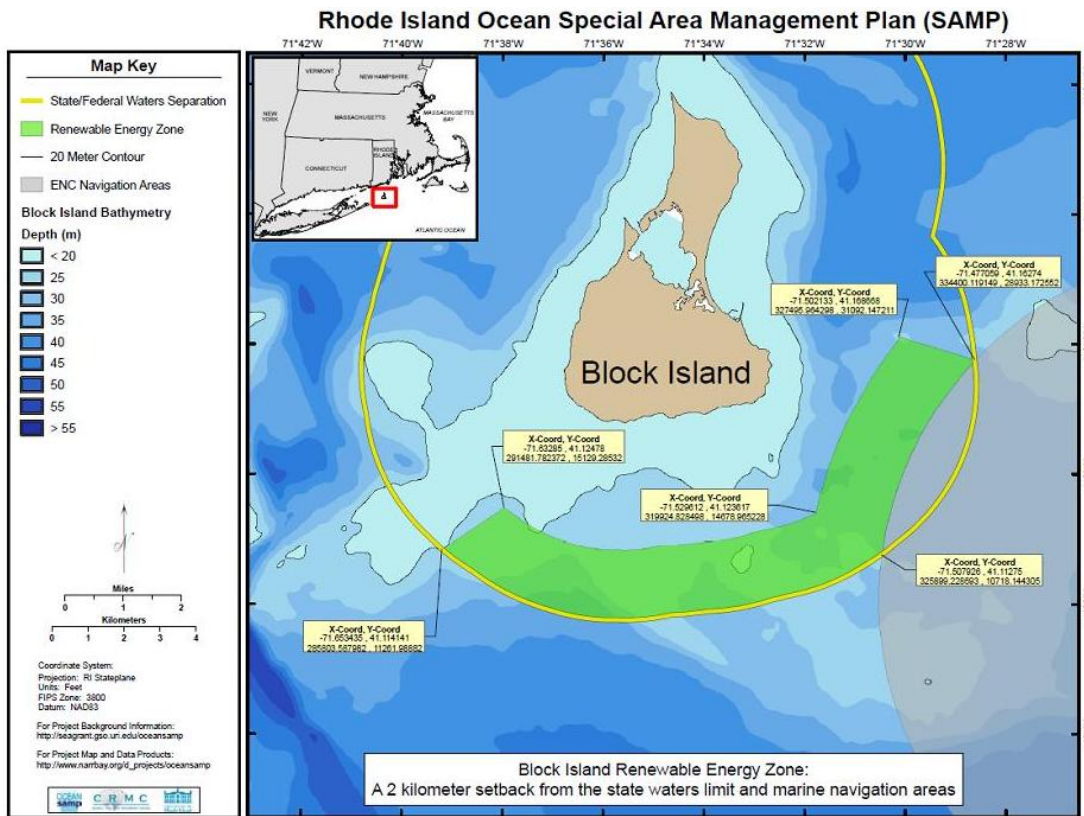 Rhode Island Ocean Special Area Management Plan (SAMP)
71°42'W 71°40'W 71°38'W 71°36'W 71°34'W 71°32'W 71°30'W 71°28'W
Map Key
State/Federal Waters Separation
Renewable Energy Zone
20 Meter Contour
ENC Navigation Areas
Block Island Bathymetry
Depth (m)
< 20
25
30
35
40
45
50
55
> 55
N
Miles
0 1 2
Kilometers
0 1 2 3 4
Coordinate System:
Projection: RI Stateplane
Units: Feet
FIPS Zone: 3800
Datum: NAD83
For Project Background Information:
http://seagrant.gso.uri.edu/oceansamp
For Project Map and Data Products:
http://www.narrbay.org/d_projects/oceansamp
OCEAN
samp
C R M C
VERMONT
NEW HAMPSHIRE
NEW
YORK
MASSACHUSETTS
MASSACHUSETTS
BAY
CONNECTICUT
RHODE
ISLAND
ATLANTIC OCEAN
X-Coord, Y-Coord
-71.477059 , 41.16274
334400.119149 , 28933.172552
X-Coord, Y-Coord
-71.502133 , 41.168668
327495.964298 , 31092.147211
Block Island
X-Coord, Y-Coord
-71.63285 , 41.12478
291481.782372 , 15129.28532
X-Coord, Y-Coord
-71.529612 , 41.123617
319924.828498 , 14678.965228
X-Coord, Y-Coord
-71.507926 , 41.11275
325899.228693 , 10718.144305
X-Coord, Y-Coord
-71.653435 , 41.114141
285803.587982 , 11261.98882
Block Island Renewable Energy Zone:
A 2 kilometer setback from the state waters limit and marine navigation areas